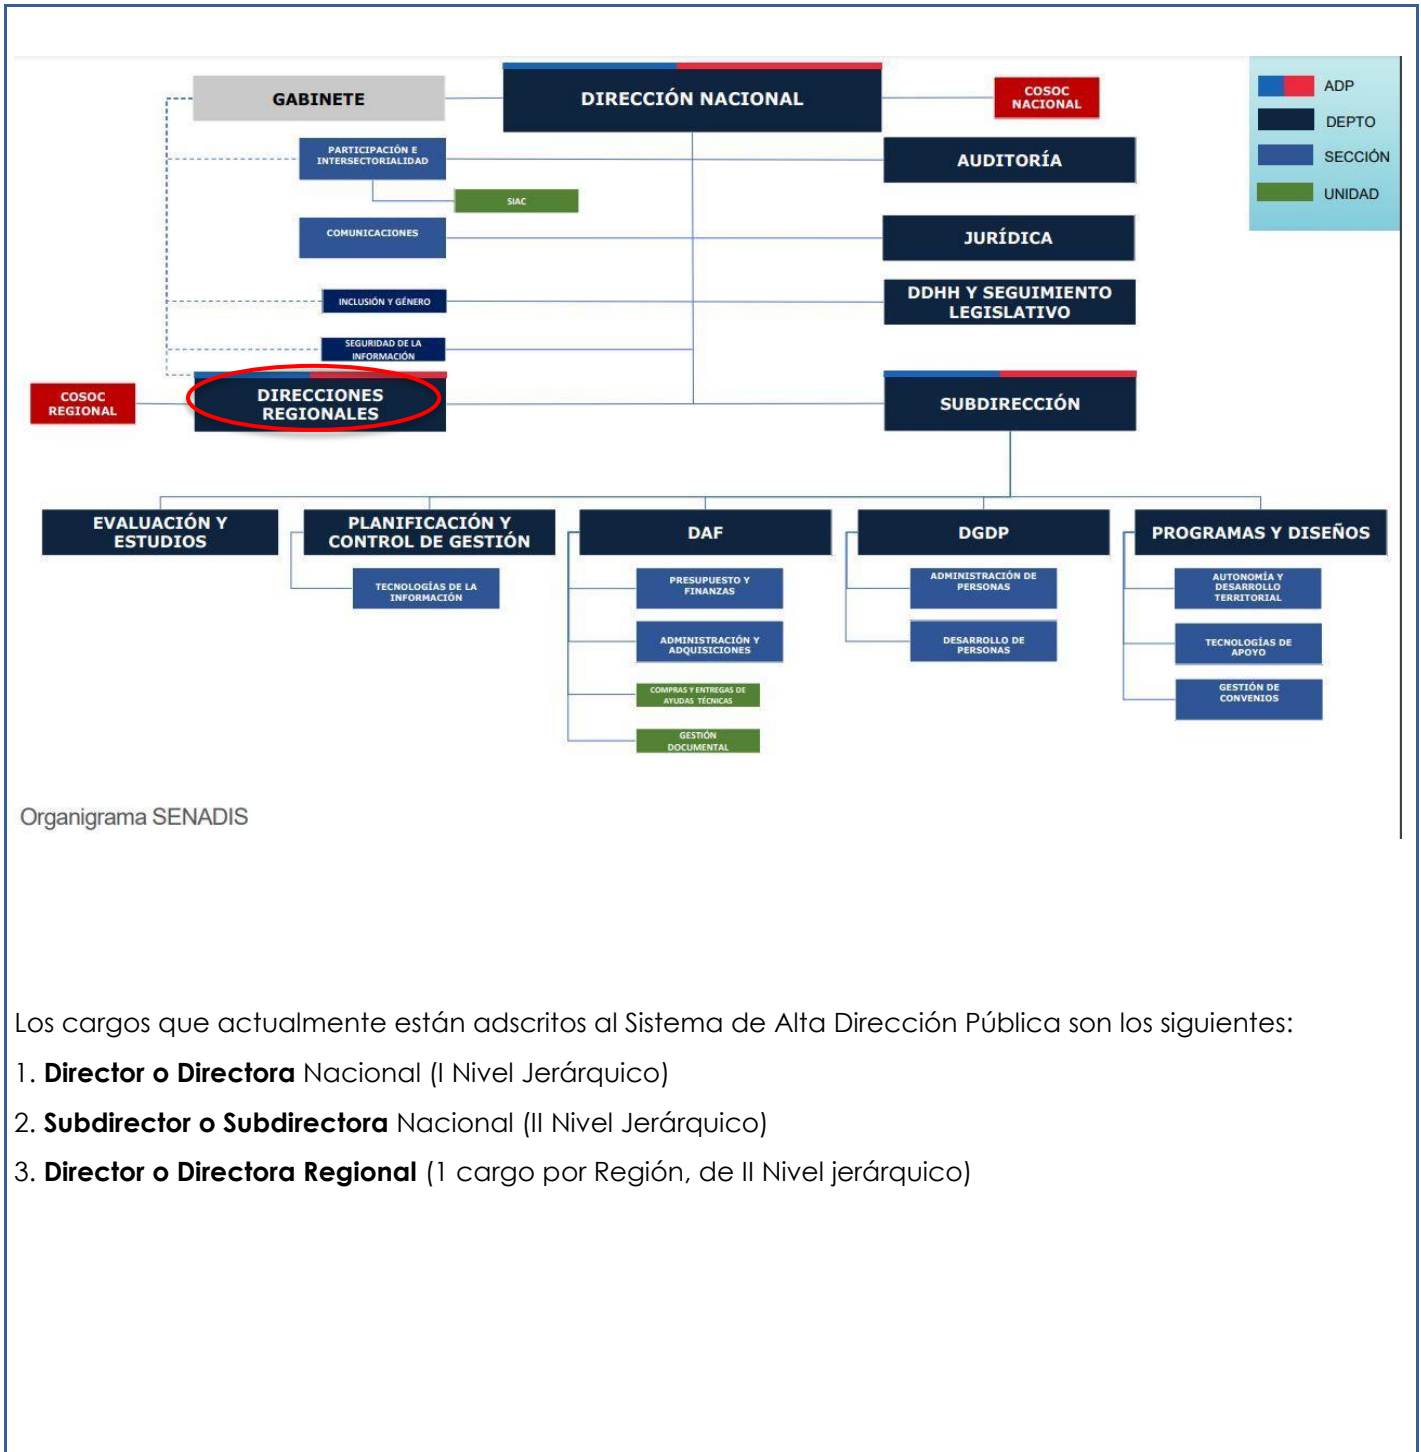 GABINETE
DIRECCIÓN NACIONAL
COSOC
NACIONAL
ADP
DEPTO
SECCIÓN
UNIDAD
PARTICIPACIÓN E
INTERSECTORIALIDAD
AUDITORÍA
SIAC
COMUNICACIONES
JURÍDICA
INCLUSIÓN Y GÉNERO
DDHH Y SEGUIMIENTO
LEGISLATIVO
SEGURIDAD DE LA
INFORMACIÓN
COSOC
REGIONAL
DIRECCIONES
REGIONALES
SUBDIRECCIÓN
EVALUACIÓN Y
ESTUDIOS
PLANIFICACIÓN Y
CONTROL DE GESTIÓN
DAF
DGDP
PROGRAMAS Y DISEÑOS
TECNOLOGÍAS DE LA
INFORMACIÓN
PRESUPUESTO Y
FINANZAS
ADMINISTRACIÓN DE
PERSONAS
AUTONOMÍA Y
DESARROLLO
TERRITORIAL
ADMINISTRACIÓN Y
ADQUISICIONES
DESARROLLO DE
PERSONAS
TECNOLOGÍAS DE
APOYO
COMPRAS Y ENTREGAS DE
AYUDAS TÉCNICAS
GESTIÓN DE
CONVENIOS
GESTIÓN
DOCUMENTAL
Organigrama SENADIS
Los cargos que actualmente están adscritos al Sistema de Alta Dirección Pública son los siguientes:
1. Director o Directora Nacional (I Nivel Jerárquico)
2. Subdirector o Subdirectora Nacional (II Nivel Jerárquico)
3. Director o Directora Regional (1 cargo por Región, de II Nivel jerárquico)